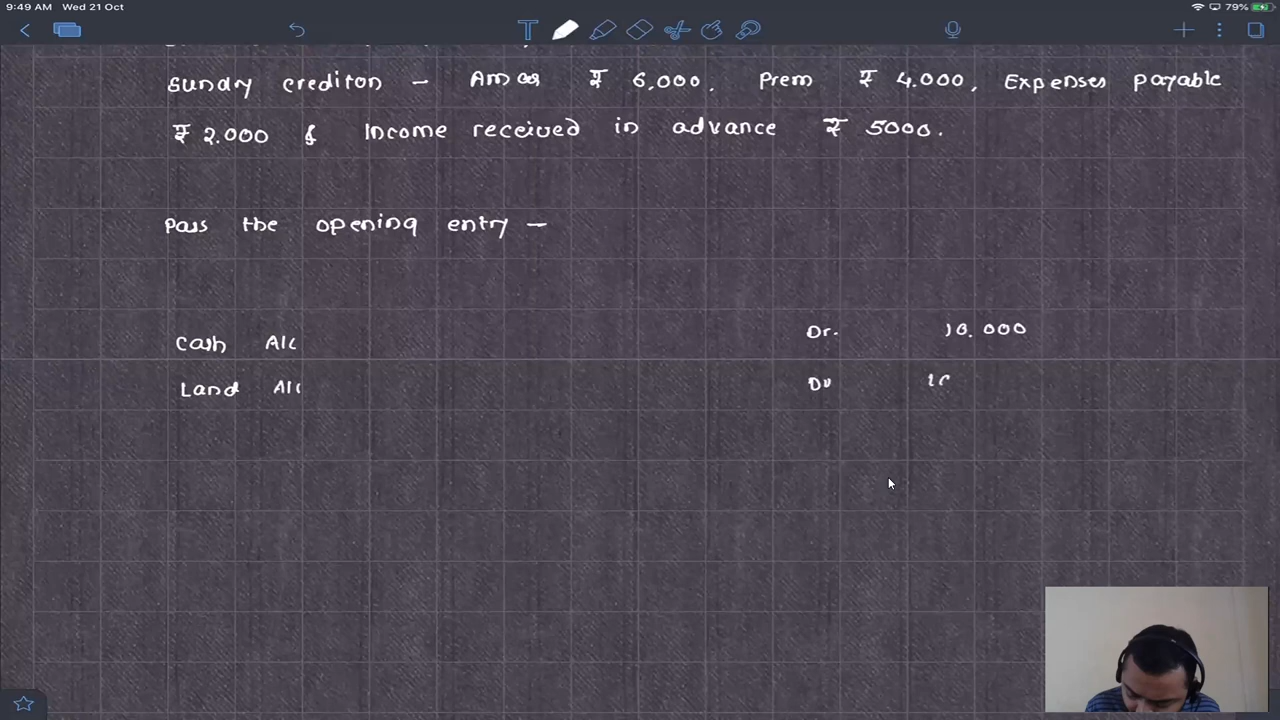 9:49 AM Wed 21 Oct 79%
Sundry creditors - Amar ₹ 6,000, Prem ₹ 4.000, Expenses payable
₹ 2.000 & Income received in advance ₹ 5000.
Pass the opening entry -
Cash A/c Dr. 10.000
Land A/c Dr